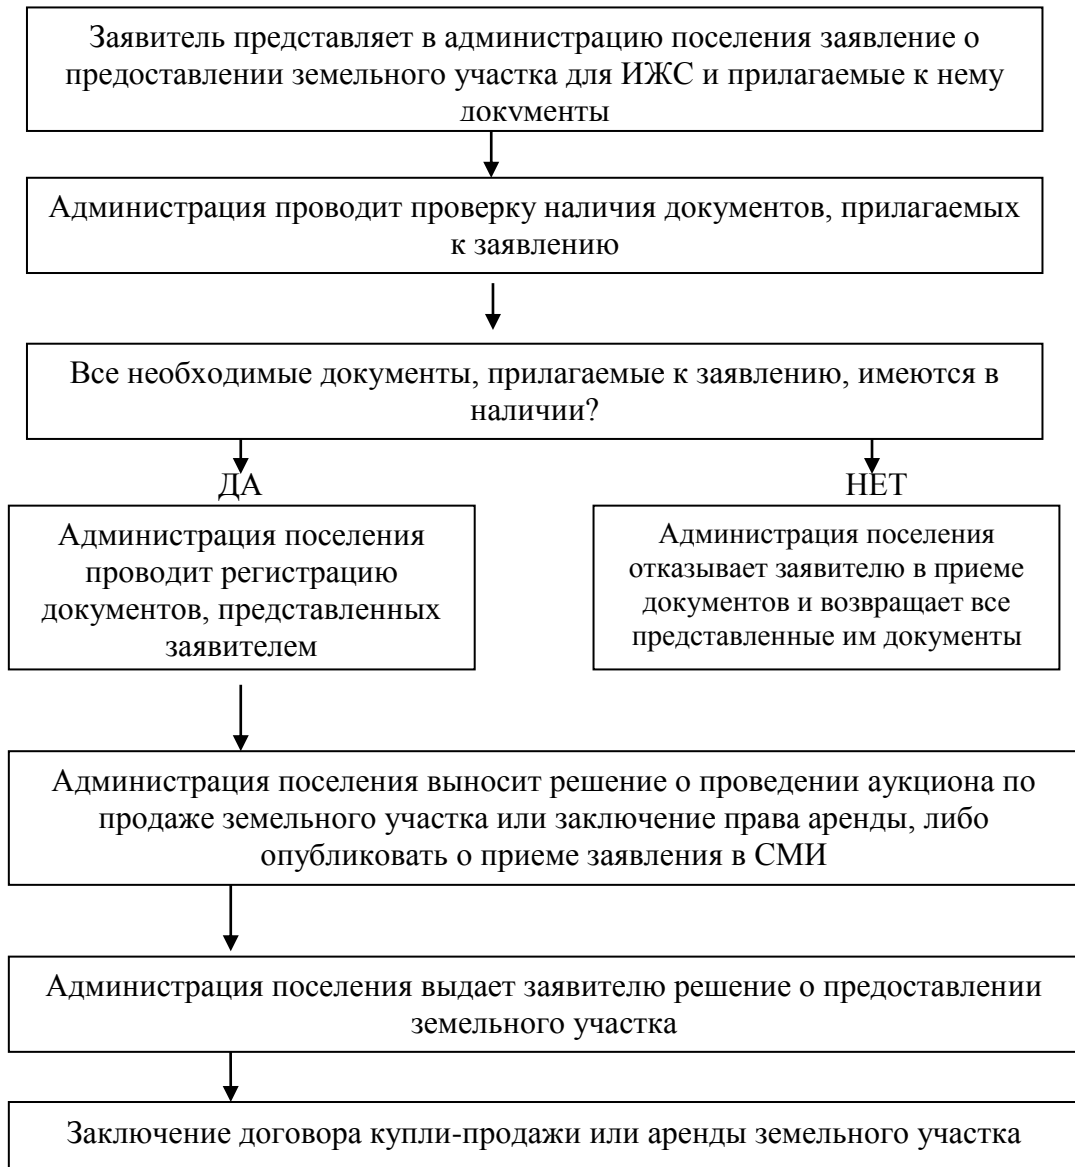 Заявитель представляет в администрацию поселения заявление о
предоставлении земельного участка для ИЖС и прилагаемые к нему
документы
Администрация проводит проверку наличия документов, прилагаемых
к заявлению
Все необходимые документы, прилагаемые к заявлению, имеются в
наличии?
ДА
НЕТ
Администрация поселения
проводит регистрацию
документов, представленных
заявителем
Администрация поселения
отказывает заявителю в приеме
документов и возвращает все
представленные им документы
Администрация поселения выносит решение о проведении аукциона по
продаже земельного участка или заключение права аренды, либо
опубликовать о приеме заявления в СМИ
Администрация поселения выдает заявителю решение о предоставлении
земельного участка
Заключение договора купли-продажи или аренды земельного участка